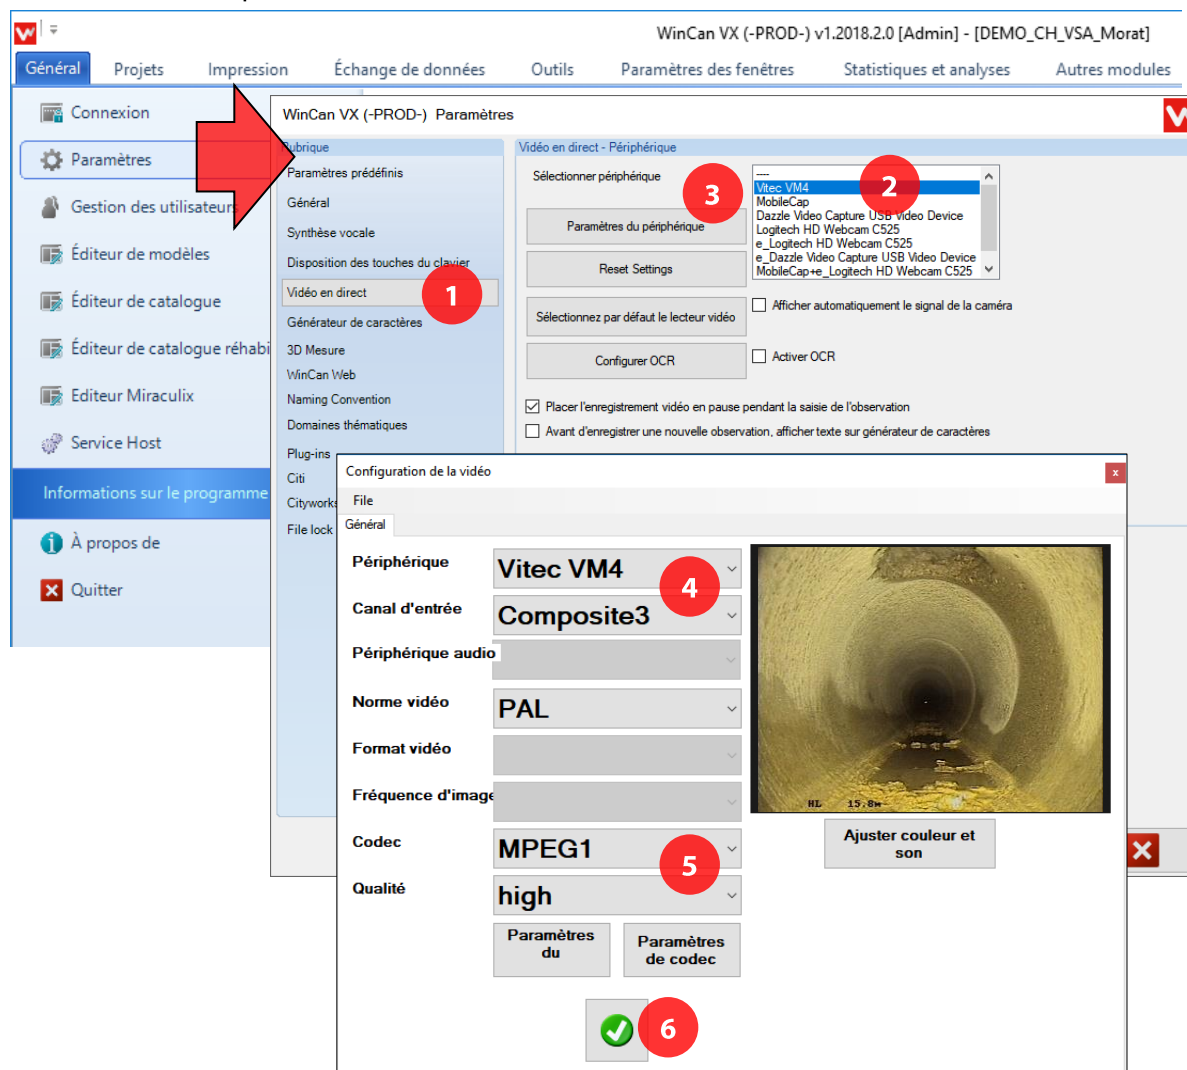 WinCan VX (-PROD-) v1.2018.2.0 [Admin] - [DEMO_CH_VSA_Morat]
Général Projets Impression Échange de données Outils Paramètres des fenêtres Statistiques et analyses Autres modules
Connexion
Paramètres
Gestion des utilisateurs
Éditeur de modèles
Éditeur de catalogue
Éditeur de catalogue réhabi
Editeur Miraculix
Service Host
Informations sur le programme
À propos de
Quitter
WinCan VX (-PROD-) Paramètres
Rubrique
Paramètres prédéfinis
Général
Synthèse vocale
Disposition des touches du clavier
Vidéo en direct
1
Générateur de caractères
3D Mesure
WinCan Web
Naming Convention
Domaines thématiques
Plug-ins
Citi
Cityworks
File lock
Vidéo en direct - Périphérique
Sélectionner périphérique
3
----
Vitec VM4
2
MobileCap
Dazzle Video Capture USB Video Device
Logitech HD Webcam C525
e_Logitech HD Webcam C525
e_Dazzle Video Capture USB Video Device
MobileCap+e_Logitech HD Webcam C525
Paramètres du périphérique
Reset Settings
Sélectionnez par défaut le lecteur vidéo
Afficher automatiquement le signal de la caméra
Configurer OCR
Activer OCR
Placer l'enregistrement vidéo en pause pendant la saisie de l'observation
Avant d'enregistrer une nouvelle observation, afficher texte sur générateur de caractères
Configuration de la vidéo
x
File
Général
Périphérique
Vitec VM4
4
Canal d'entrée
Composite3
Périphérique audio
Norme vidéo
PAL
Format vidéo
Fréquence d'image
HL 15.8m
Codec
MPEG1
5
Ajuster couleur et
son
Qualité
high
Paramètres
du
Paramètres
de codec
6